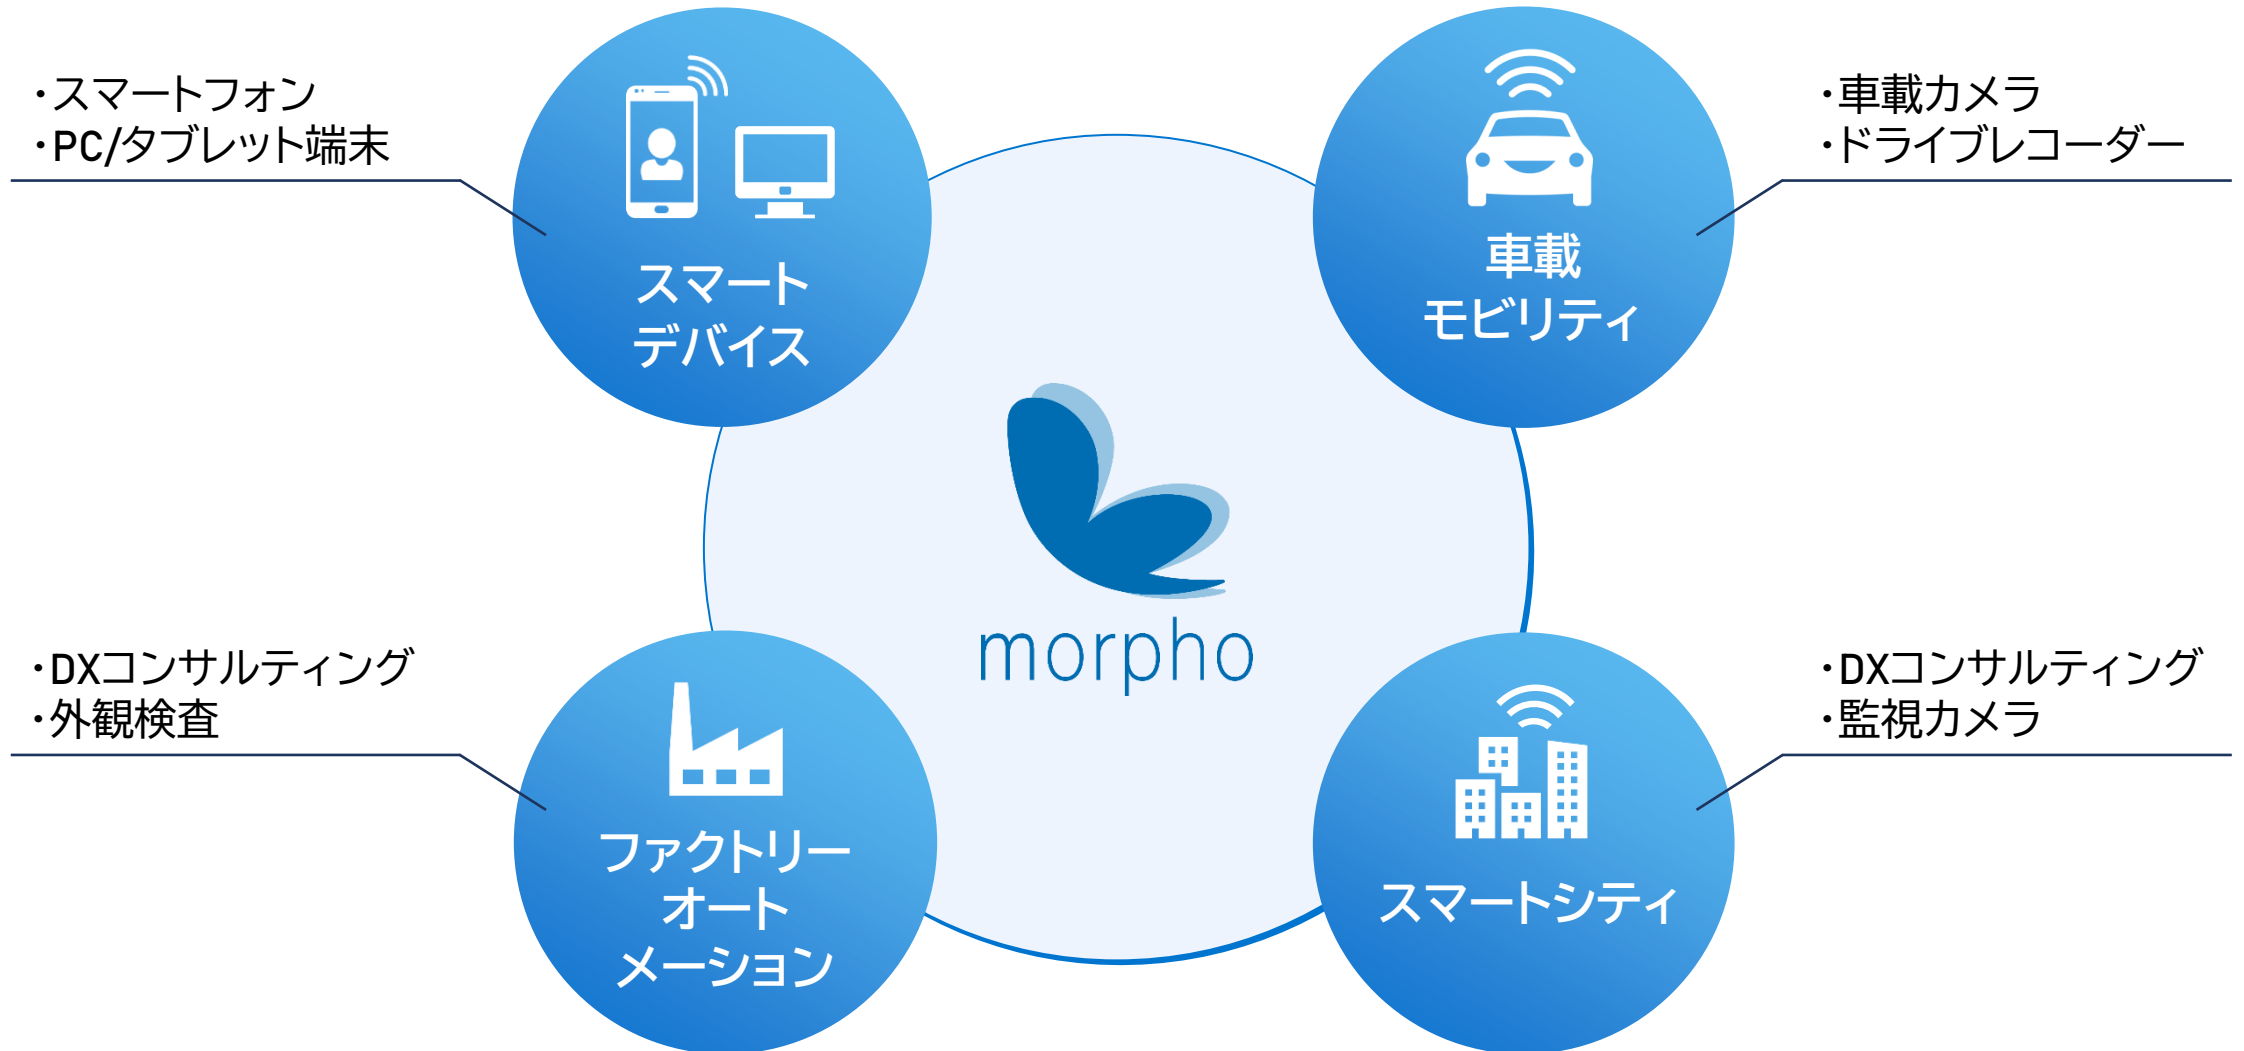 ・スマートフォン
・PC/タブレット端末
スマート
デバイス
・車載カメラ
・ドライブレコーダー
車載
モビリティ
morpho
・DXコンサルティング
・外観検査
ファクトリー
オート
メーション
・DXコンサルティング
・監視カメラ
スマートシティ